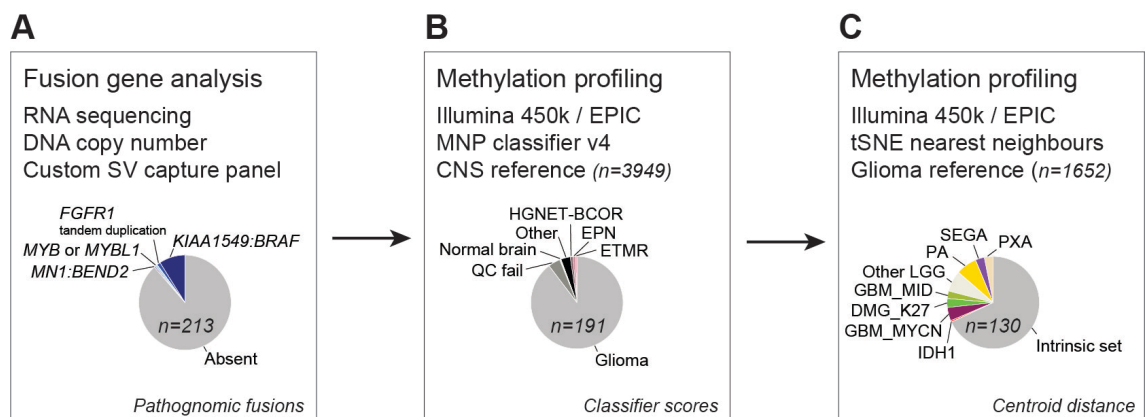 A
Fusion gene analysis
RNA sequencing
DNA copy number
Custom SV capture panel
FGFR1
tandem duplication
KIAA1549:BRAF
MYB or MYBL1
MN1:BEND2
n=213
Absent
Pathognomic fusions
B
Methylation profiling
Illumina 450k / EPIC
MNP classifier v4
CNS reference (n=3949)
HGNET-BCOR
Other
EPN
Normal brain
ETMR
QC fail
n=191
Glioma
Classifier scores
C
Methylation profiling
Illumina 450k / EPIC
tSNE nearest neighbours
Glioma reference (n=1652)
SEGA
PXA
PA
Other LGG
GBM_MID
DMG_K27
GBM_MYCN
IDH1
n=130
Intrinsic set
Centroid distance